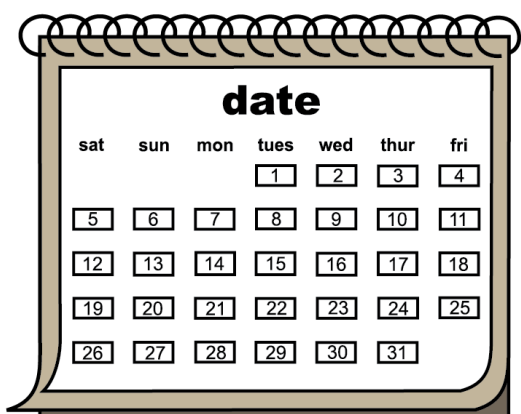 date
sat sun mon tues wed thur fri
1 2 3 4
5 6 7 8 9 10 11
12 13 14 15 16 17 18
19 20 21 22 23 24 25
26 27 28 29 30 31